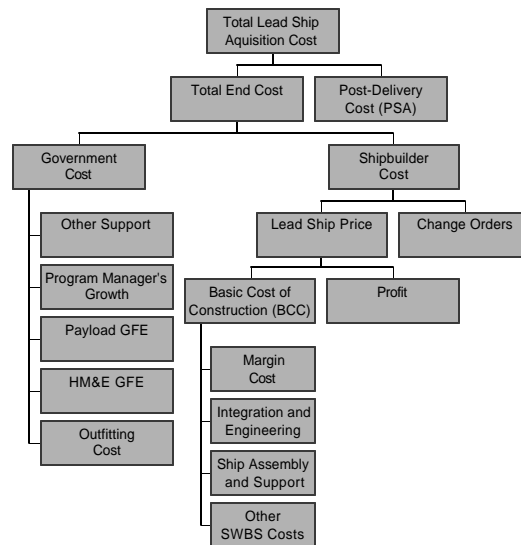 Total Lead Ship
Aquisition Cost
Total End Cost
Post-Delivery
Cost (PSA)
Government
Cost
Shipbuilder
Cost
Other Support
Program Manager's
Growth
Payload GFE
HM&E GFE
Outfitting
Cost
Lead Ship Price
Change Orders
Basic Cost of
Construction (BCC)
Profit
Margin
Cost
Integration and
Engineering
Ship Assembly
and Support
Other
SWBS Costs